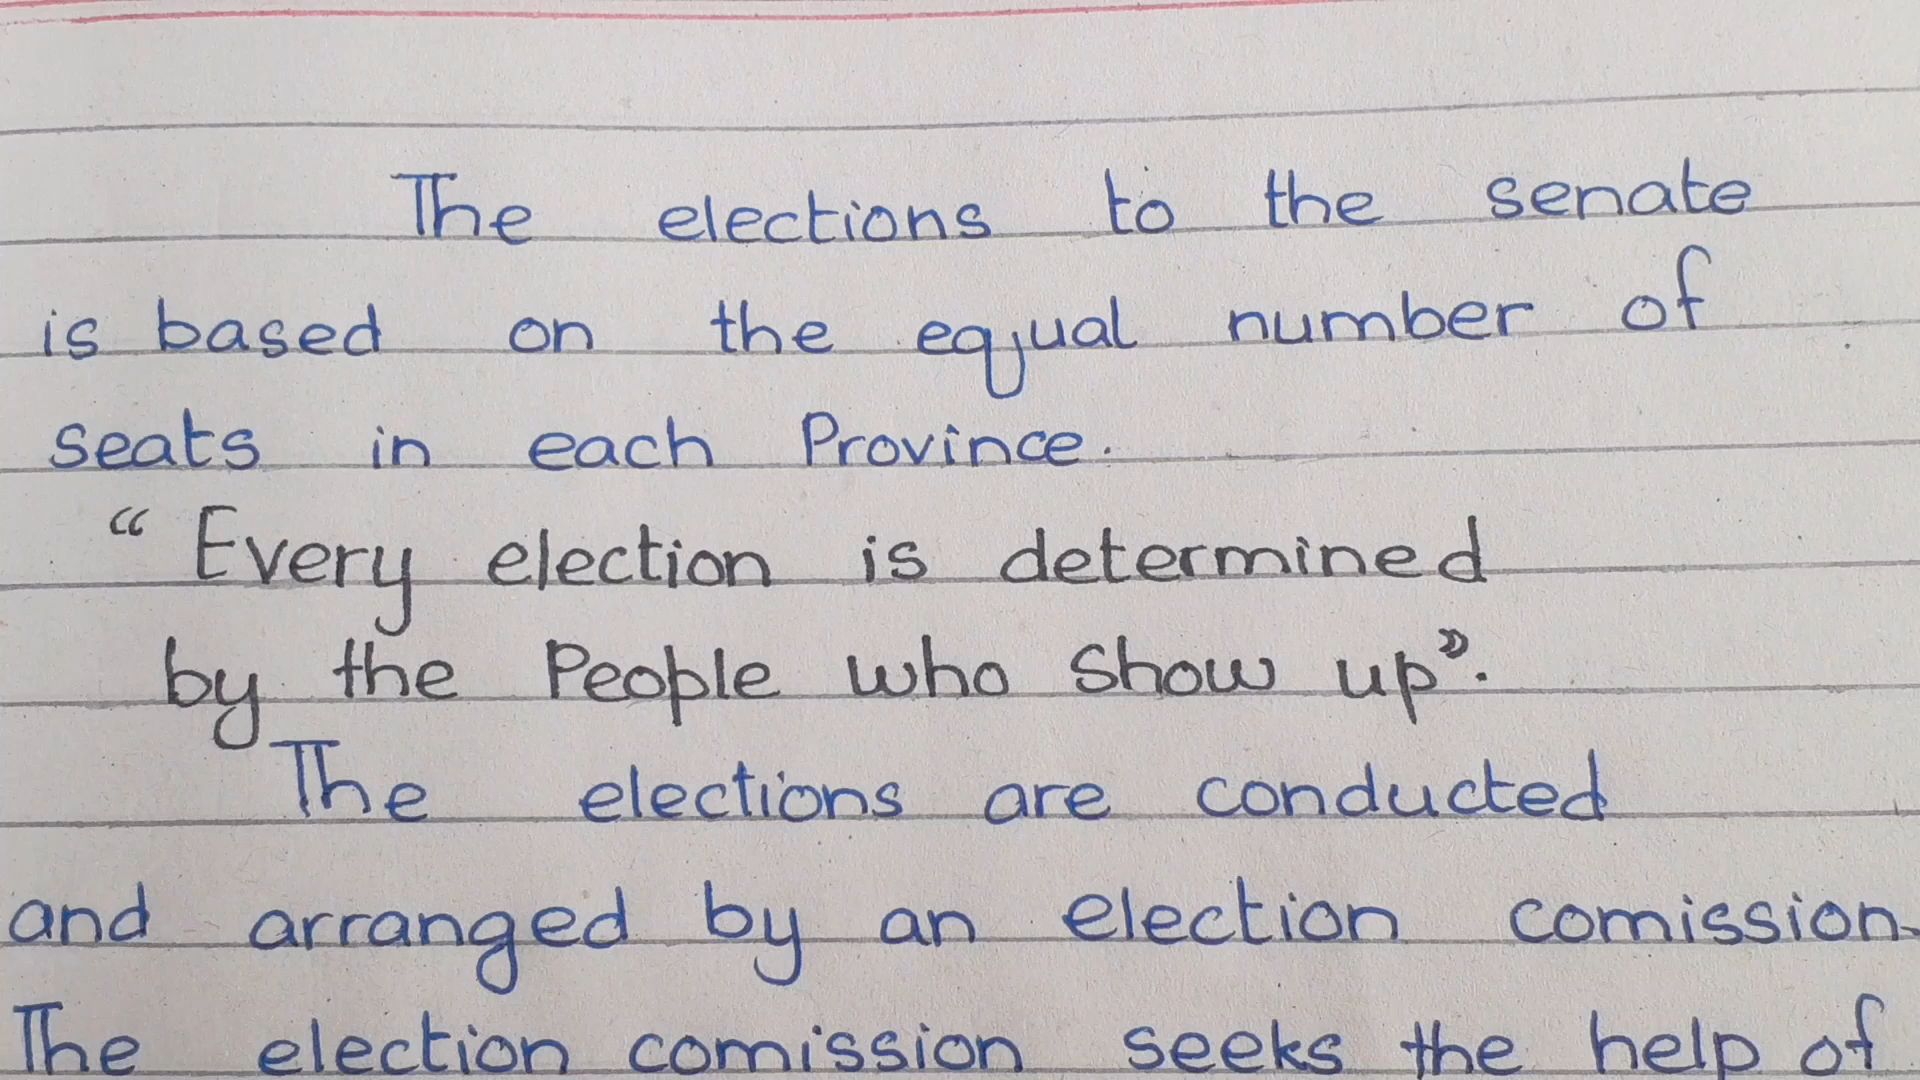 The elections to the senate
is based on the equal number of
seats in each Province.
“ Every election is determined
by the People who show up”.
The elections are conducted
and arranged by an election comission.
The election comission seeks the help of